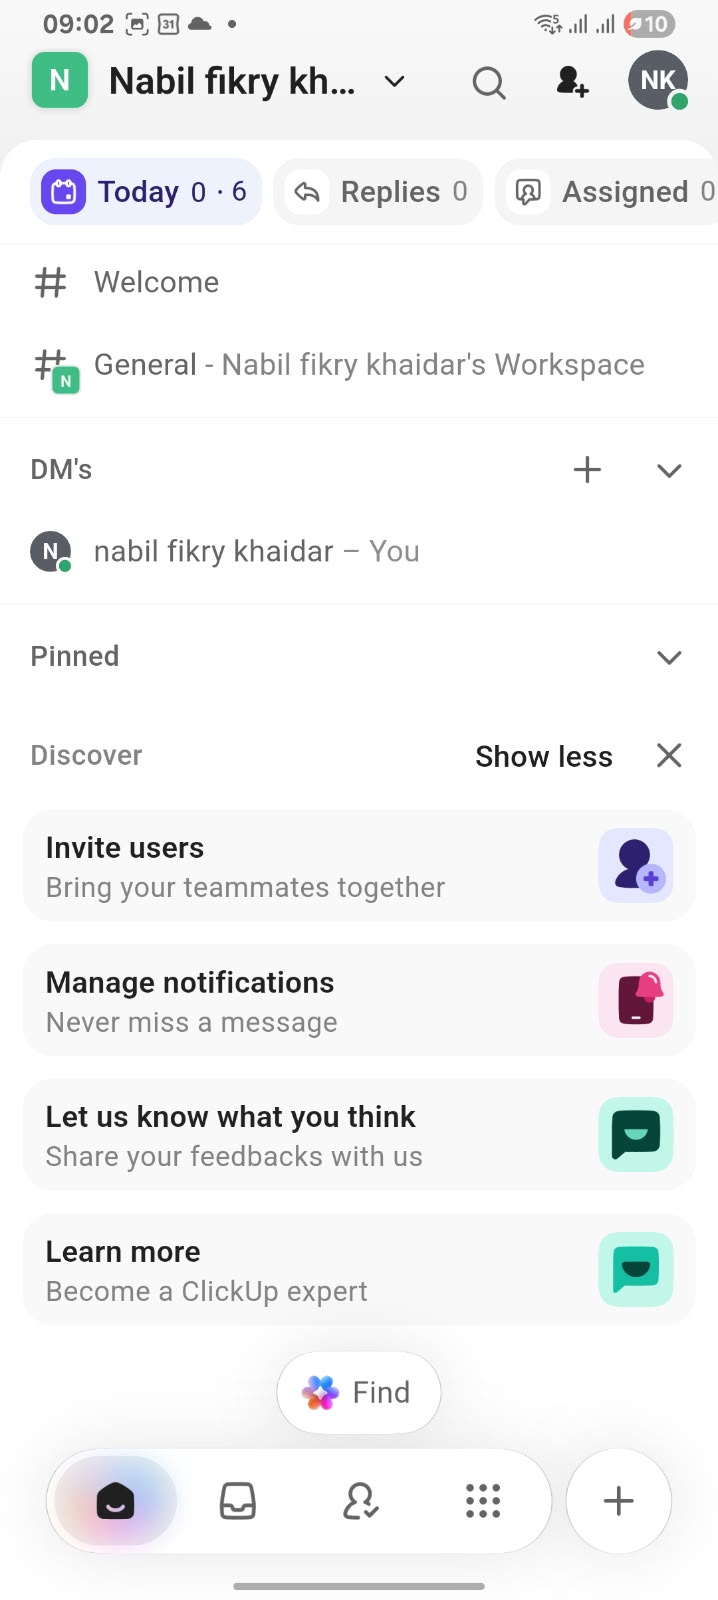 09:02
31
5
10
N
Nabil fikry kh...
NK
Today 0 · 6
Replies 0
Assigned 0
Welcome
General - Nabil fikry khaidar's Workspace
N
DM's
N
nabil fikry khaidar – You
Pinned
Discover
Show less
Invite users
Bring your teammates together
Manage notifications
Never miss a message
Let us know what you think
Share your feedbacks with us
Learn more
Become a ClickUp expert
Find